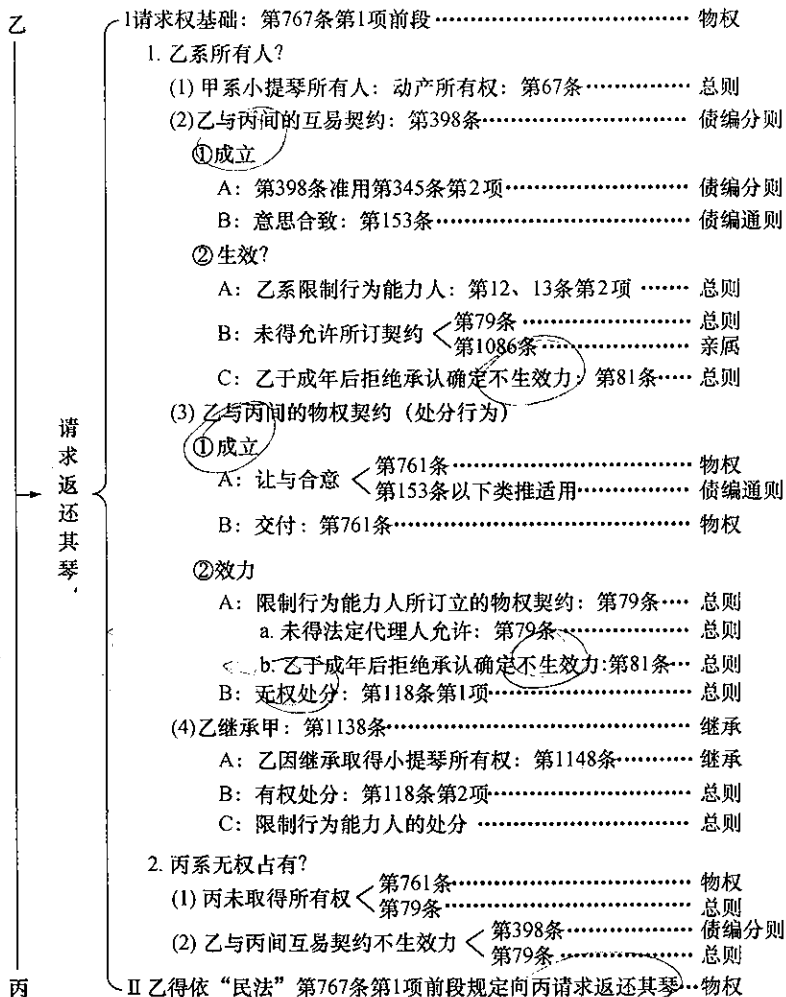 乙
1请求权基础：第767条第1项前段…………物权
1. 乙系所有人？
(1) 甲系小提琴所有人：动产所有权：第67条…………总则
(2)乙与丙间的互易契约：第398条…………债编分则
①成立
A：第398条准用第345条第2项…………债编分则
B：意思合致：第153条…………债编通则
②生效？
A：乙系限制行为能力人：第12、13条第2项……总则
B：未得允许所订契约
第79条…………总则
第1086条…………亲属
C：乙于成年后拒绝承认确定不生效力：第81条……总则
(3) 乙与丙间的物权契约（处分行为）
①成立
A：让与合意
第761条…………物权
第153条以下类推适用…………债编通则
B：交付：第761条…………物权
②效力
A：限制行为能力人所订立的物权契约：第79条……总则
a. 未得法定代理人允许：第79条…………总则
b. 乙于成年后拒绝承认确定不生效力:第81条…总则
B：无权处分：第118条第1项…………总则
(4)乙继承甲：第1138条…………继承
A：乙因继承取得小提琴所有权：第1148条…………继承
B：有权处分：第118条第2项…………总则
C：限制行为能力人的处分…………总则
2. 丙系无权占有？
(1) 丙未取得所有权
第761条…………物权
第79条…………总则
(2) 乙与丙间互易契约不生效力
第398条…………债编分则
第79条…………总则
II 乙得依“民法”第767条第1项前段规定向丙请求返还其琴…物权
请求返还其琴
丙